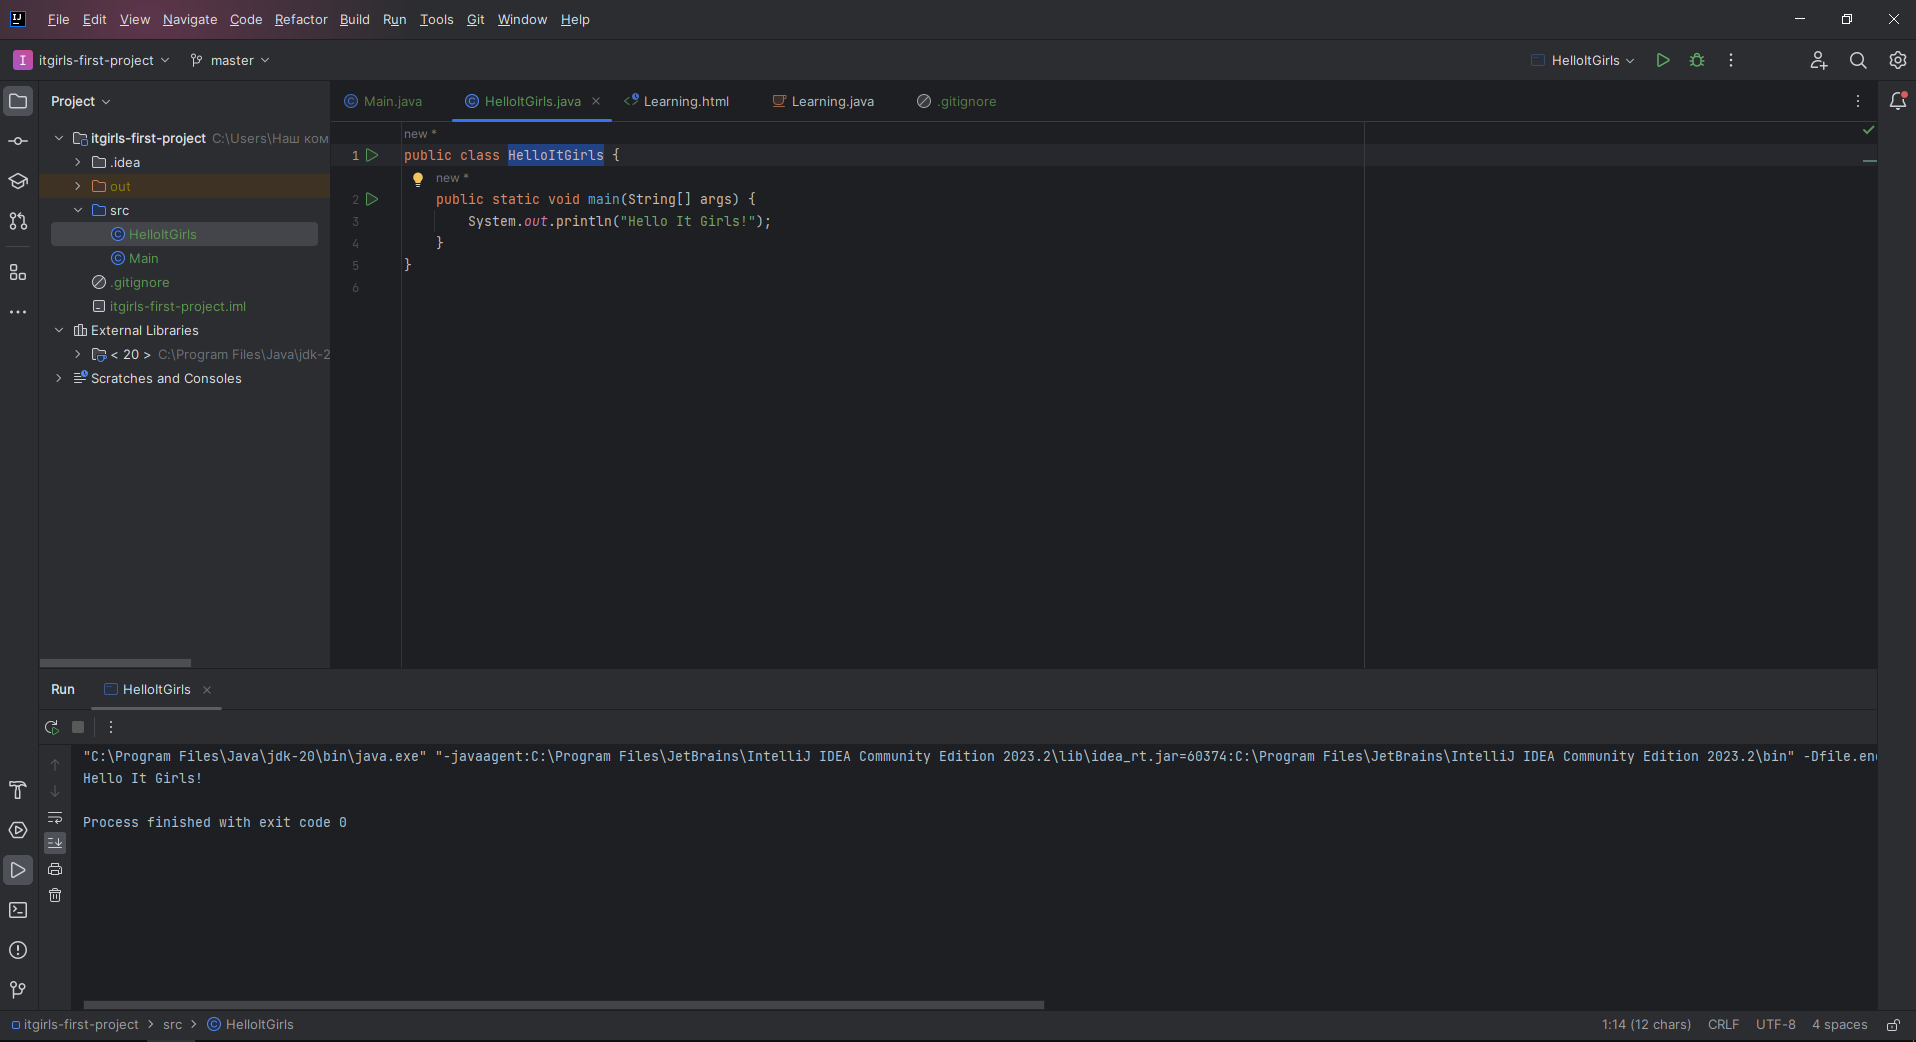 File Edit View Navigate Code Refactor Build Run Tools Git Window Help
I itgirls-first-project master HelloItGirls
Project
Main.java HelloItGirls.java Learning.html Learning.java .gitignore
itgirls-first-project C:\Users\Наш ком
.idea
out
src
HelloItGirls
Main
.gitignore
itgirls-first-project.iml
External Libraries
< 20 > C:\Program Files\Java\jdk-2
Scratches and Consoles
new *
1 public class HelloItGirls {
new *
2 public static void main(String[] args) {
3 System.out.println("Hello It Girls!");
4 }
5 }
6
Run HelloItGirls
"C:\Program Files\Java\jdk-20\bin\java.exe" "-javaagent:C:\Program Files\JetBrains\IntelliJ IDEA Community Edition 2023.2\lib\idea_rt.jar=60374:C:\Program Files\JetBrains\IntelliJ IDEA Community Edition 2023.2\bin" -Dfile.en
Hello It Girls!
Process finished with exit code 0
itgirls-first-project > src > HelloItGirls
1:14 (12 chars) CRLF UTF-8 4 spaces